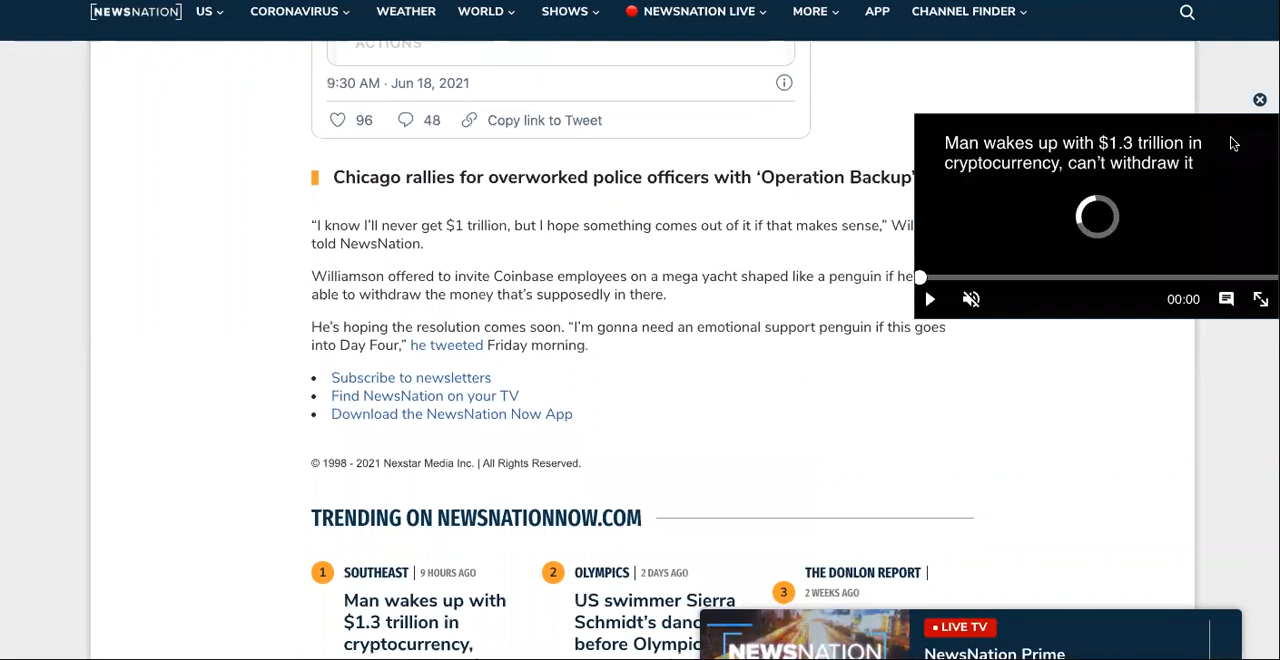 NEWSNATION US CORONAVIRUS WEATHER WORLD SHOWS NEWSNATION LIVE MORE APP CHANNEL FINDER
ACTIONS
9:30 AM · Jun 18, 2021
96 48 Copy link to Tweet
Chicago rallies for overworked police officers with ‘Operation Backup’
“I know I’ll never get $1 trillion, but I hope something comes out of it if that makes sense,”
told NewsNation.
Williamson offered to invite Coinbase employees on a mega yacht shaped like a penguin if he
able to withdraw the money that’s supposedly in there.
He’s hoping the resolution comes soon. “I’m gonna need an emotional support penguin if this goes
into Day Four,” he tweeted Friday morning.
• Subscribe to newsletters
• Find NewsNation on your TV
• Download the NewsNation Now App
© 1998 - 2021 Nexstar Media Inc. | All Rights Reserved.
Man wakes up with $1.3 trillion in
cryptocurrency, can’t withdraw it
00:00
TRENDING ON NEWSNATIONNOW.COM
1 SOUTHEAST | 9 HOURS AGO
Man wakes up with
$1.3 trillion in
cryptocurrency,
2 OLYMPICS | 2 DAYS AGO
US swimmer Sierra
Schmidt’s
before
3 THE DONLON REPORT |
2 WEEKS AGO
NEWSNATION
LIVE TV
NewsNation Prime